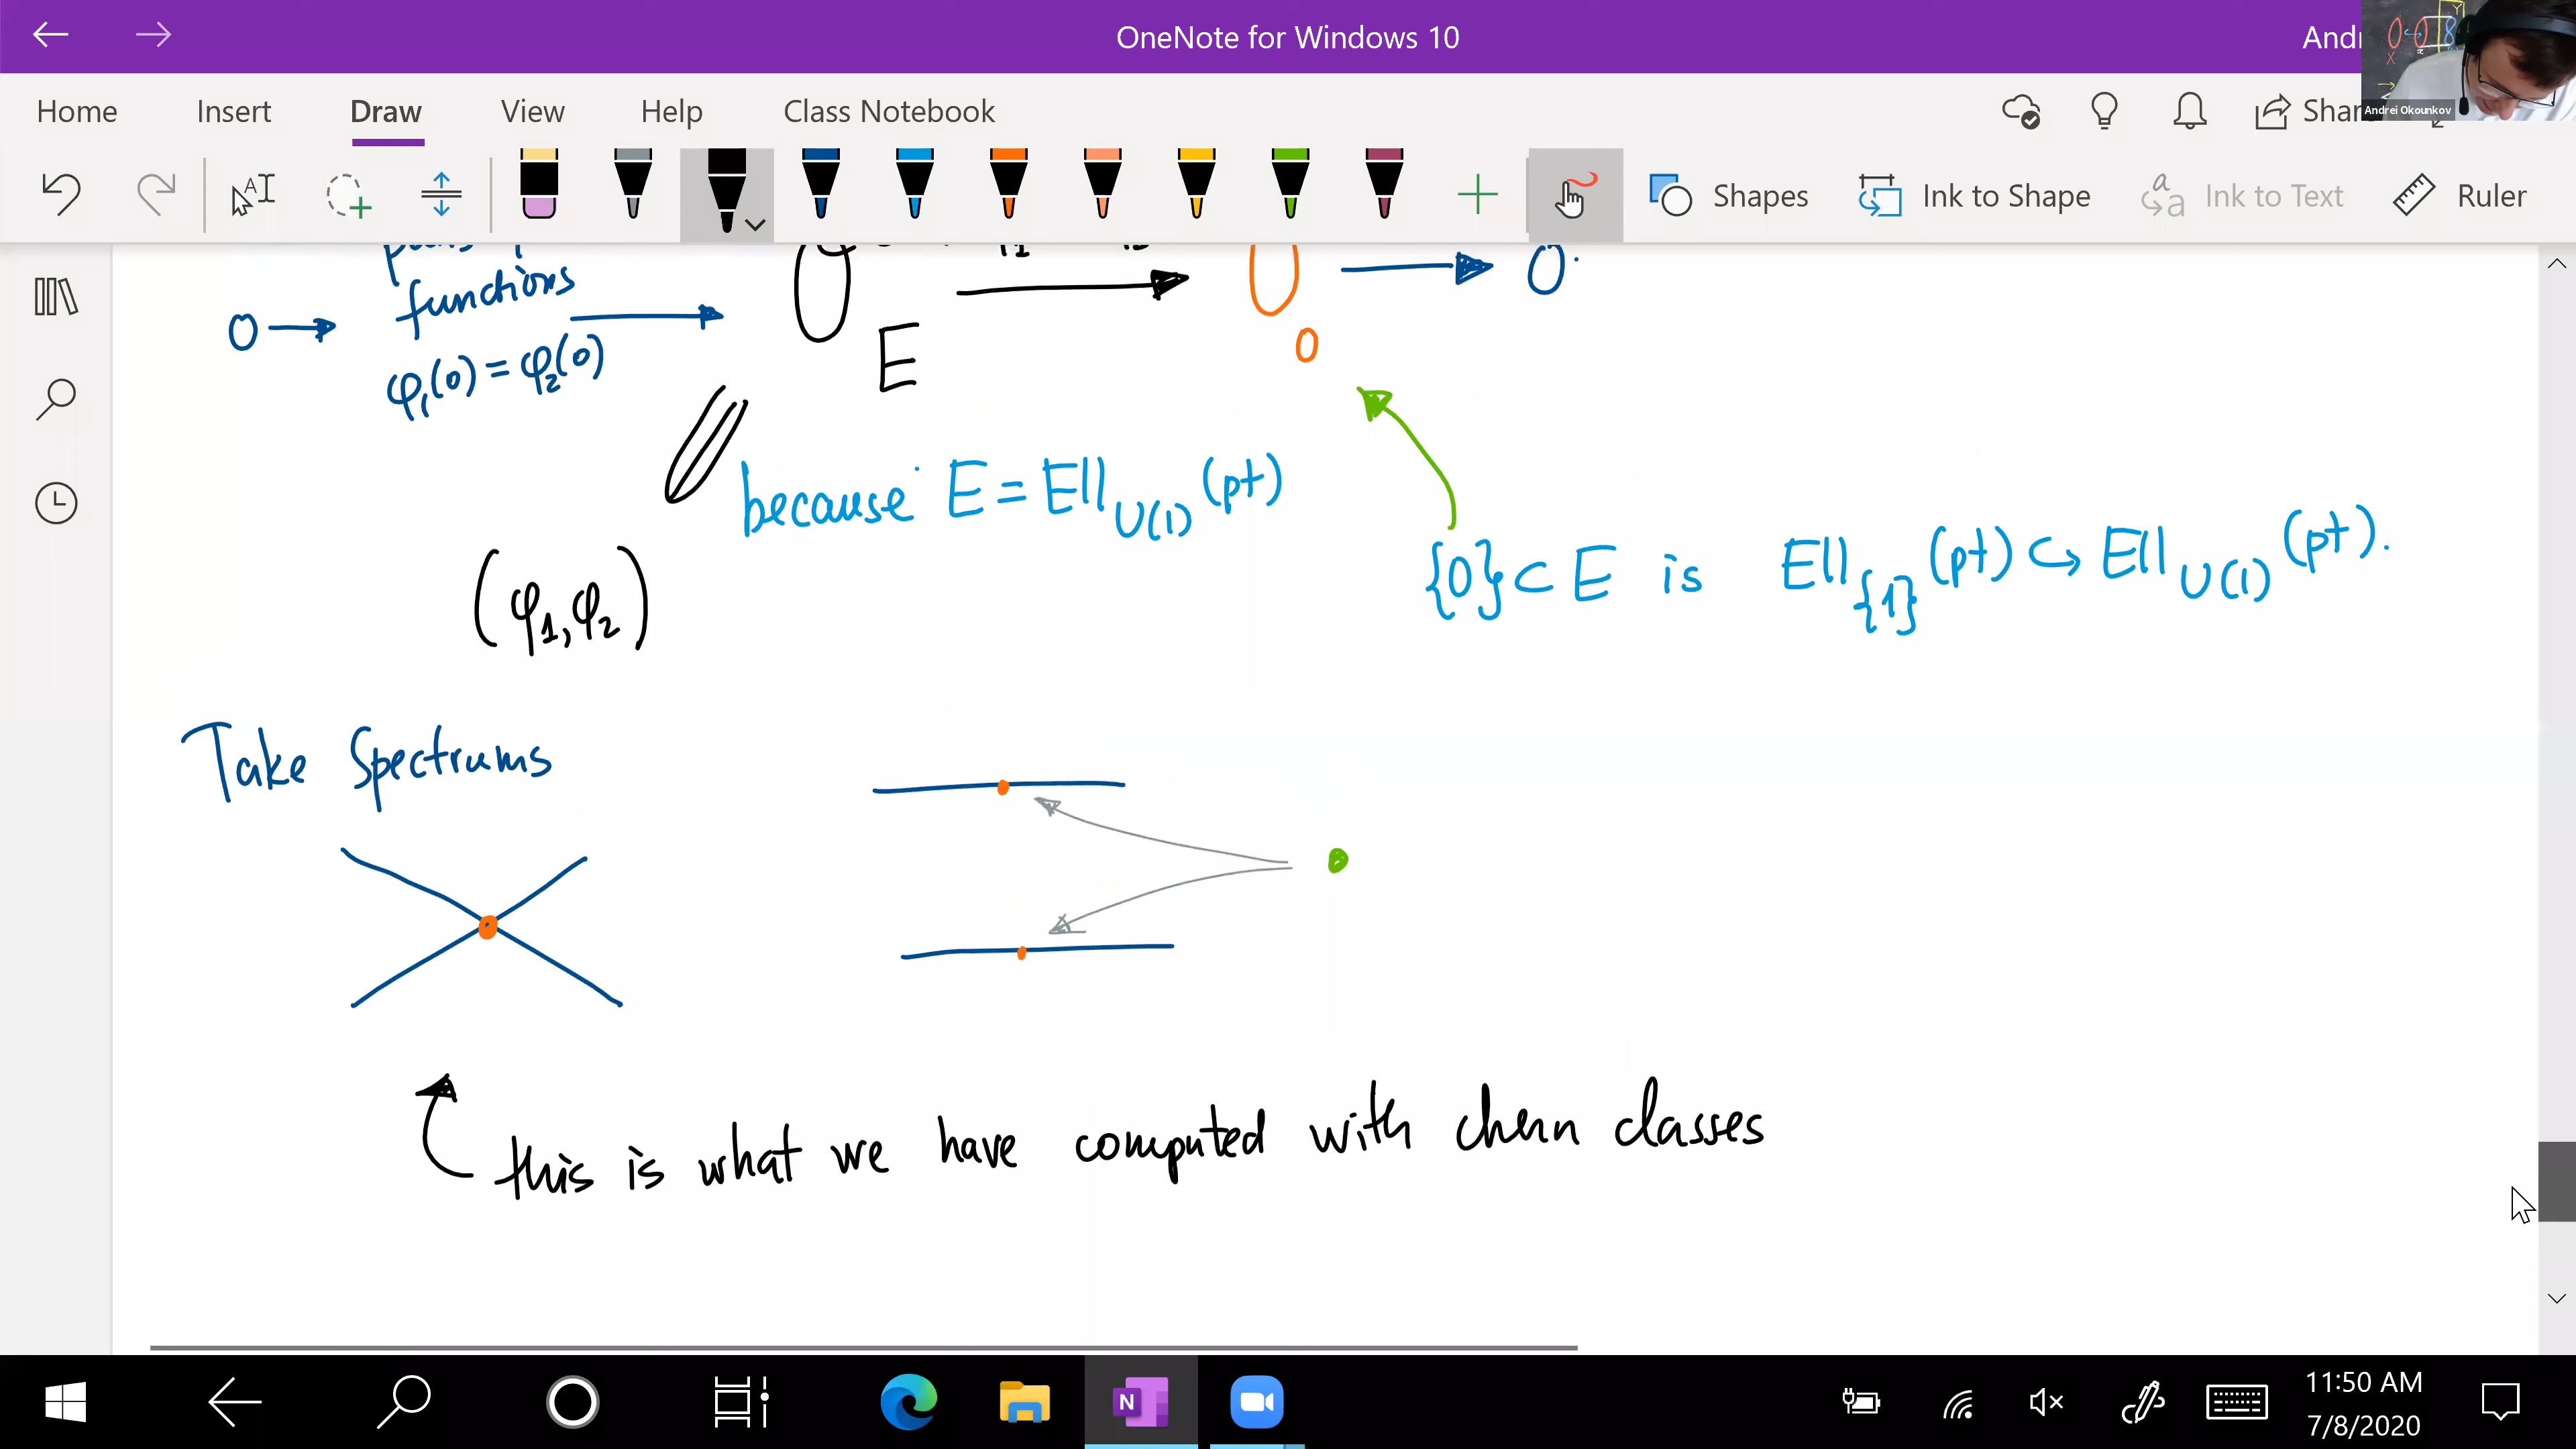 OneNote for Windows 10
Andrei Okounkov
Home Insert Draw View Help Class Notebook
Shapes Ink to Shape Ink to Text Ruler
functions
0 → → O → O → 0.
E 0
φ₁(0) = φ₂(0)
because E = Ell_{U(1)}(pt)
{0} ⊂ E is Ell_{{1}}(pt) ↪ Ell_{U(1)}(pt).
(φ₁, φ₂)
Take Spectrums
this is what we have computed with chern classes
11:50 AM
7/8/2020